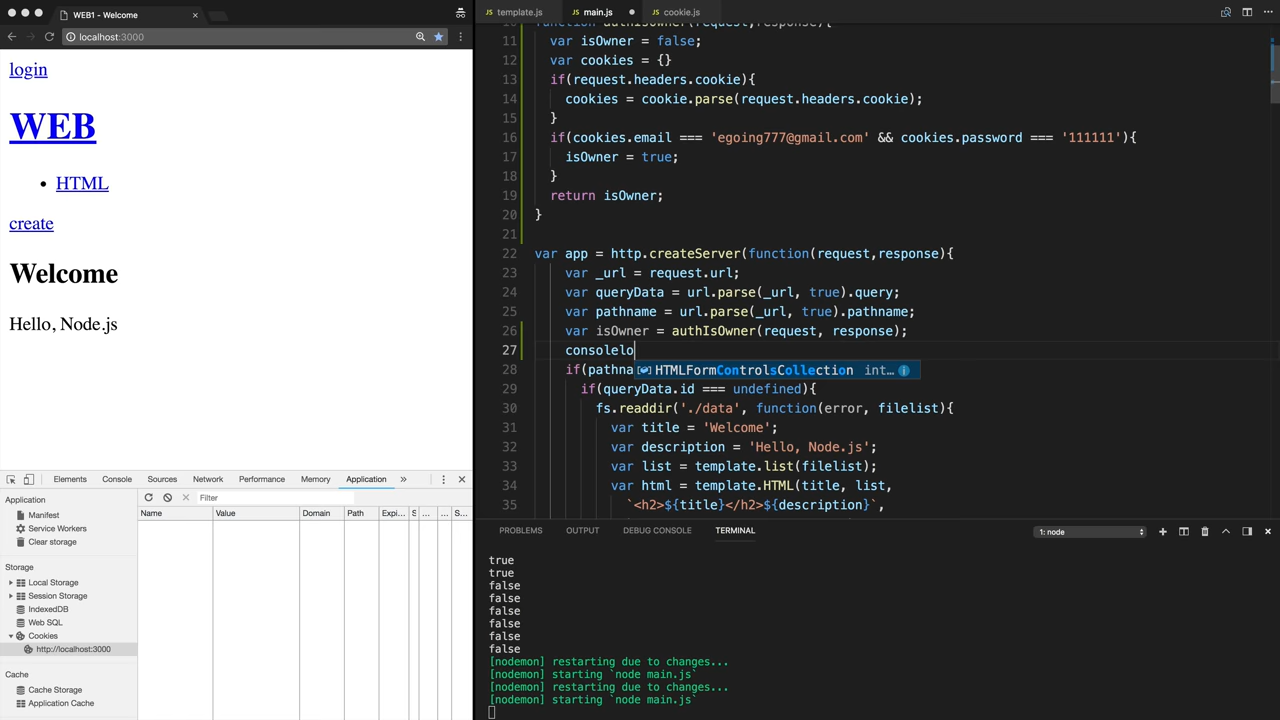 WEB1 - Welcome
localhost:3000
login
WEB
HTML
create
Welcome
Hello, Node.js
Elements Console Sources Network Performance Memory Application
Filter
Application
Manifest
Service Workers
Clear storage
Storage
Local Storage
Session Storage
IndexedDB
Web SQL
Cookies
http://localhost:3000
Cache
Cache Storage
Application Cache
Name Value Domain Path Expi... S ... ... S...
template.js main.js cookie.js
11 var isOwner = false;
12 var cookies = {}
13 if(request.headers.cookie){
14 cookies = cookie.parse(request.headers.cookie);
15 }
16 if(cookies.email === 'egoing777@gmail.com' && cookies.password === '111111'){
17 isOwner = true;
18 }
19 return isOwner;
20 }
21
22 var app = http.createServer(function(request,response){
23 var _url = request.url;
24 var queryData = url.parse(_url, true).query;
25 var pathname = url.parse(_url, true).pathname;
26 var isOwner = authIsOwner(request, response);
27 consolelo
28 if(pathna HTMLFormControlsCollection int...
29 if(queryData.id === undefined){
30 fs.readdir('./data', function(error, filelist){
31 var title = 'Welcome';
32 var description = 'Hello, Node.js';
33 var list = template.list(filelist);
34 var html = template.HTML(title, list,
35 `<h2>${title}</h2>${description}`,
PROBLEMS OUTPUT DEBUG CONSOLE TERMINAL 1: node
true
true
false
false
false
false
false
false
[nodemon] restarting due to changes...
[nodemon] starting `node main.js`
[nodemon] restarting due to changes...
[nodemon] starting `node main.js`